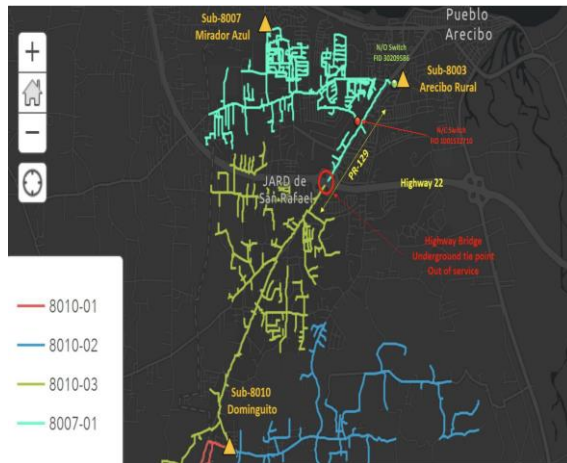 Pueblo
Arecibo
Sub-8007
Mirador Azul
N/O Switch
FID 30209586
Sub-8003
Arecibo Rural
N/C Switch
PR-129
JARD de
San Rafael
Highway 22
Highway Bridge
Underground tie point
Out of service
8010-01
8010-02
8010-03
8007-01
Sub-8010
Dominguito